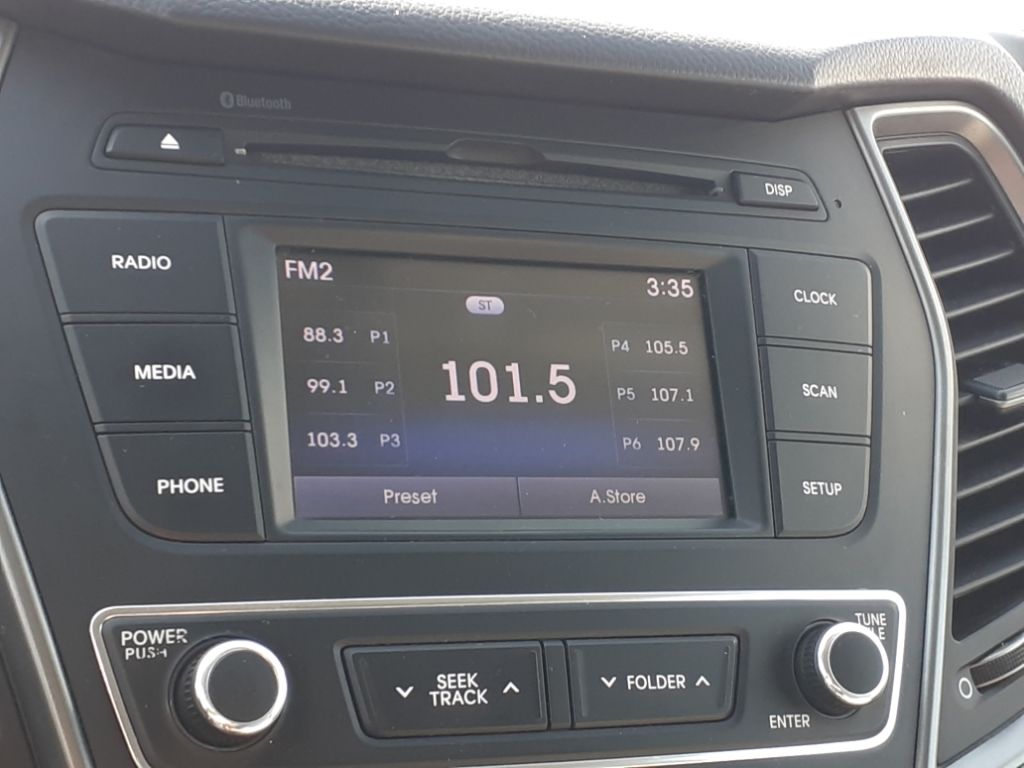 Bluetooth
DISP
RADIO
MEDIA
PHONE
FM2
3:35
ST
88.3 P1
99.1 P2
103.3 P3
101.5
P4 105.5
P5 107.1
P6 107.9
Preset
A.Store
CLOCK
SCAN
SETUP
POWER
PUSH
SEEK
TRACK
FOLDER
TUNE
ENTER